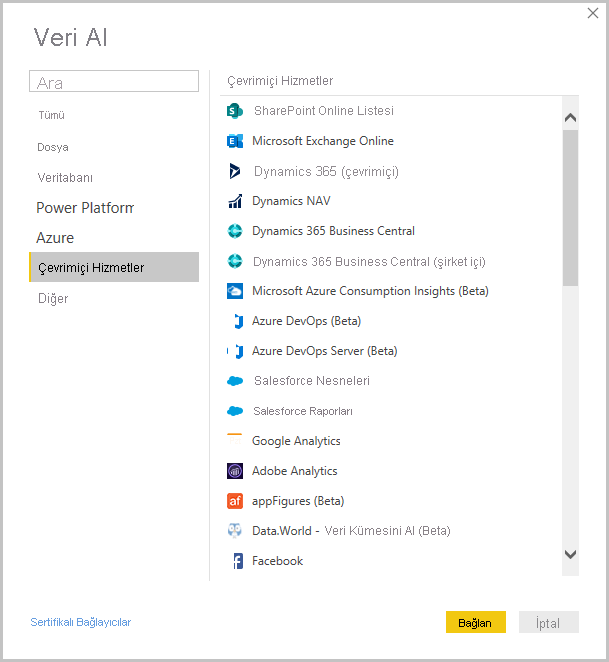 Veri Al
Ara
Tümü
Dosya
Veritabanı
Power Platform
Azure
Çevrimiçi Hizmetler
Diğer
Çevrimiçi Hizmetler
SharePoint Online Listesi
Microsoft Exchange Online
Dynamics 365 (çevrimiçi)
Dynamics NAV
Dynamics 365 Business Central
Dynamics 365 Business Central (şirket içi)
Microsoft Azure Consumption Insights (Beta)
Azure DevOps (Beta)
Azure DevOps Server (Beta)
Salesforce Nesneleri
Salesforce Raporları
Google Analytics
Adobe Analytics
af appFigures (Beta)
Data.World - Veri Kümesini Al (Beta)
Facebook
Sertifikalı Bağlayıcılar
Bağlan
İptal